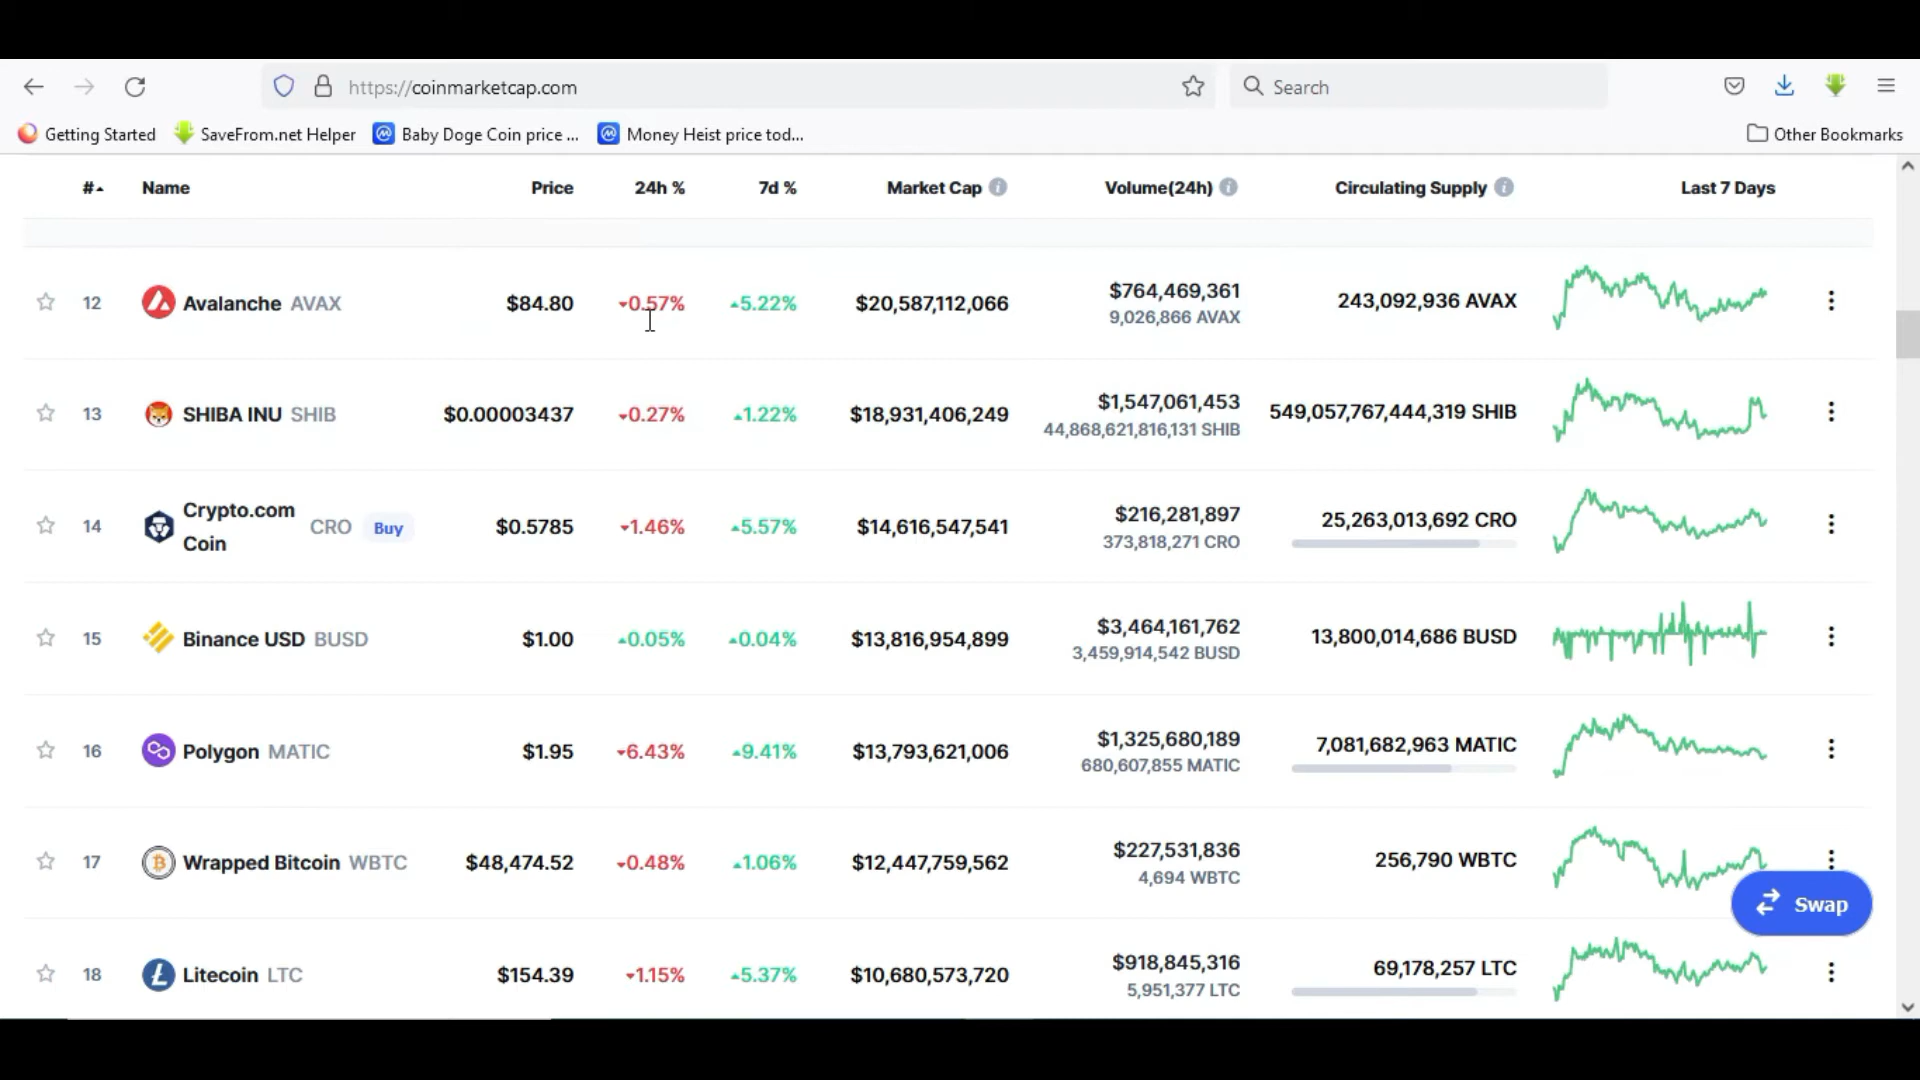 https://coinmarketcap.com
Search
Getting Started SaveFrom.net Helper Baby Doge Coin price ... Money Heist price tod... Other Bookmarks
# Name Price 24h % 7d % Market Cap Volume(24h) Circulating Supply Last 7 Days
12 Avalanche AVAX $84.80 0.57% 5.22% $20,587,112,066 $764,469,361 243,092,936 AVAX
9,026,866 AVAX
13 SHIBA INU SHIB $0.00003437 0.27% 1.22% $18,931,406,249 $1,547,061,453 549,057,767,444,319 SHIB
44,868,621,816,131 SHIB
14 Crypto.com Coin CRO Buy $0.5785 1.46% 5.57% $14,616,547,541 $216,281,897 25,263,013,692 CRO
373,818,271 CRO
15 Binance USD BUSD $1.00 0.05% 0.04% $13,816,954,899 $3,464,161,762 13,800,014,686 BUSD
3,459,914,542 BUSD
16 Polygon MATIC $1.95 6.43% 9.41% $13,793,621,006 $1,325,680,189 7,081,682,963 MATIC
680,607,855 MATIC
17 Wrapped Bitcoin WBTC $48,474.52 0.48% 1.06% $12,447,759,562 $227,531,836 256,790 WBTC
4,694 WBTC
Swap
18 Litecoin LTC $154.39 1.15% 5.37% $10,680,573,720 $918,845,316 69,178,257 LTC
5,951,377 LTC